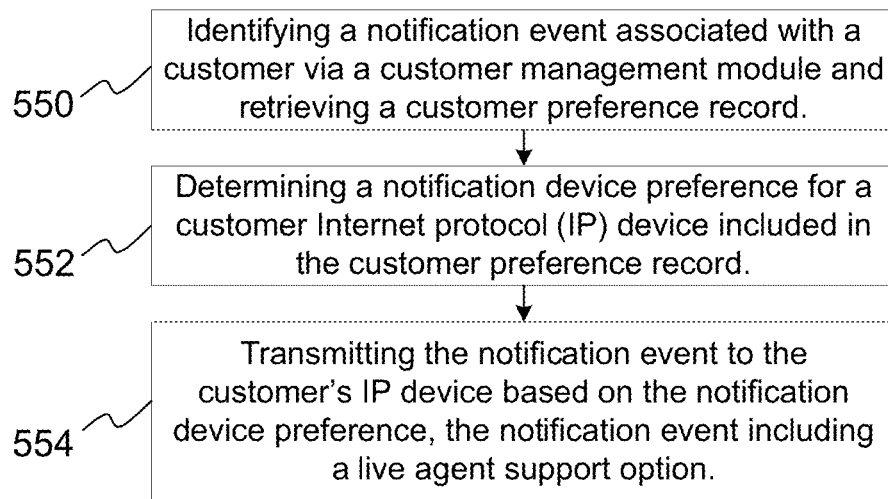 Identifying a notification event associated with a
customer via a customer management module and
retrieving a customer preference record.
550
Determining a notification device preference for a
customer Internet protocol (IP) device included in
the customer preference record.
552
Transmitting the notification event to the
customer’s IP device based on the notification
device preference, the notification event including
a live agent support option.
554